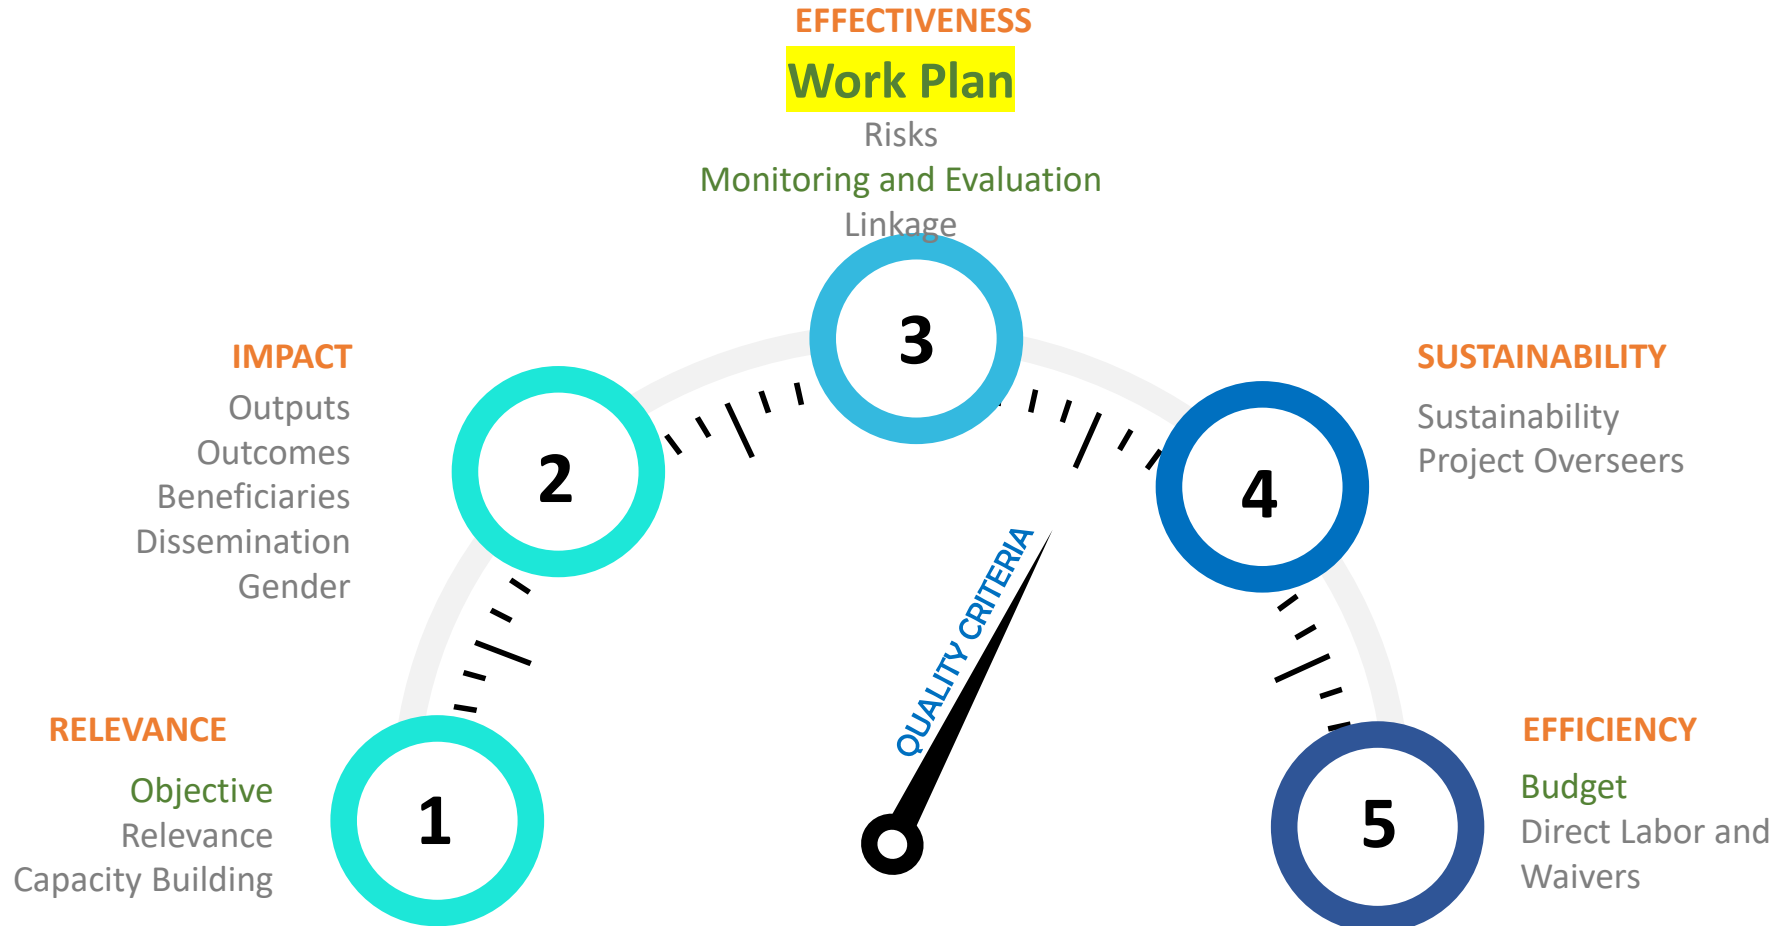 EFFECTIVENESS
Work Plan
Risks
Monitoring and Evaluation
Linkage
3
IMPACT
Outputs
Outcomes
Beneficiaries
Dissemination
Gender
2
SUSTAINABILITY
Sustainability
Project Overseers
4
QUALITY CRITERIA
RELEVANCE
Objective
Relevance
Capacity Building
1
EFFICIENCY
Budget
Direct Labor and
Waivers
5